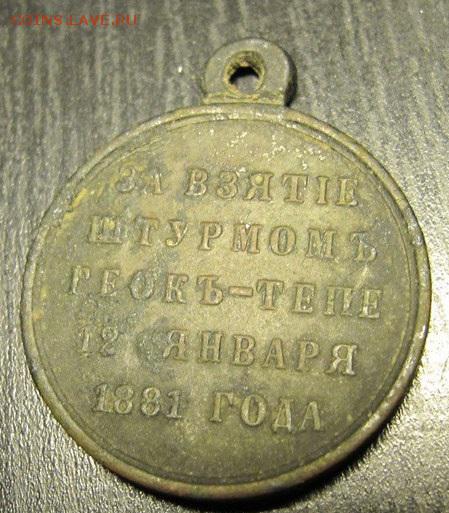 COINS.LAVE.RU
ЗА ВЗЯТІЕ
ШТУРМОМЪ
ГЕОКЪ-ТЕПЕ
12 ЯНВАРЯ
1881 ГОДА